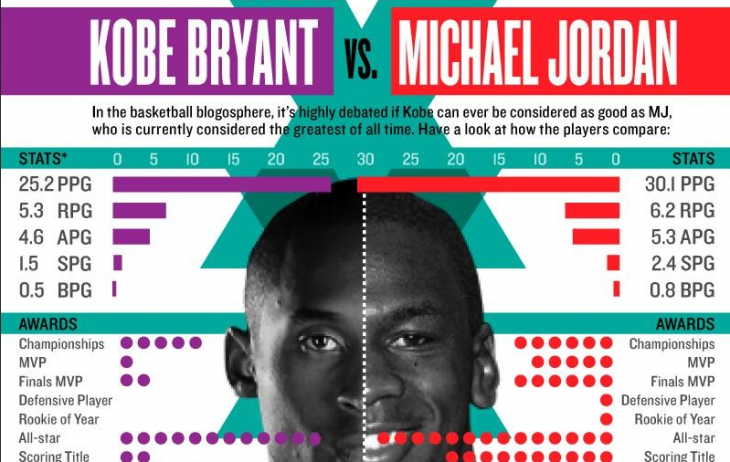 KOBE BRYANT VS. MICHAEL JORDAN
In the basketball blogosphere, it's highly debated if Kobe can ever be considered as good as MJ,
who is currently considered the greatest of all time. Have a look at how the players compare:
STATS* 0 5 10 15 20 25 30 25 20 15 10 5 0 STATS
25.2 PPG 30.1 PPG
5.3 RPG 6.2 RPG
4.6 APG 5.3 APG
1.5 SPG 2.4 SPG
0.5 BPG 0.8 BPG
AWARDS AWARDS
Championships Championships
MVP MVP
Finals MVP Finals MVP
Defensive Player Defensive Player
Rookie of Year Rookie of Year
All-star All-star
Scoring Title Scoring Title